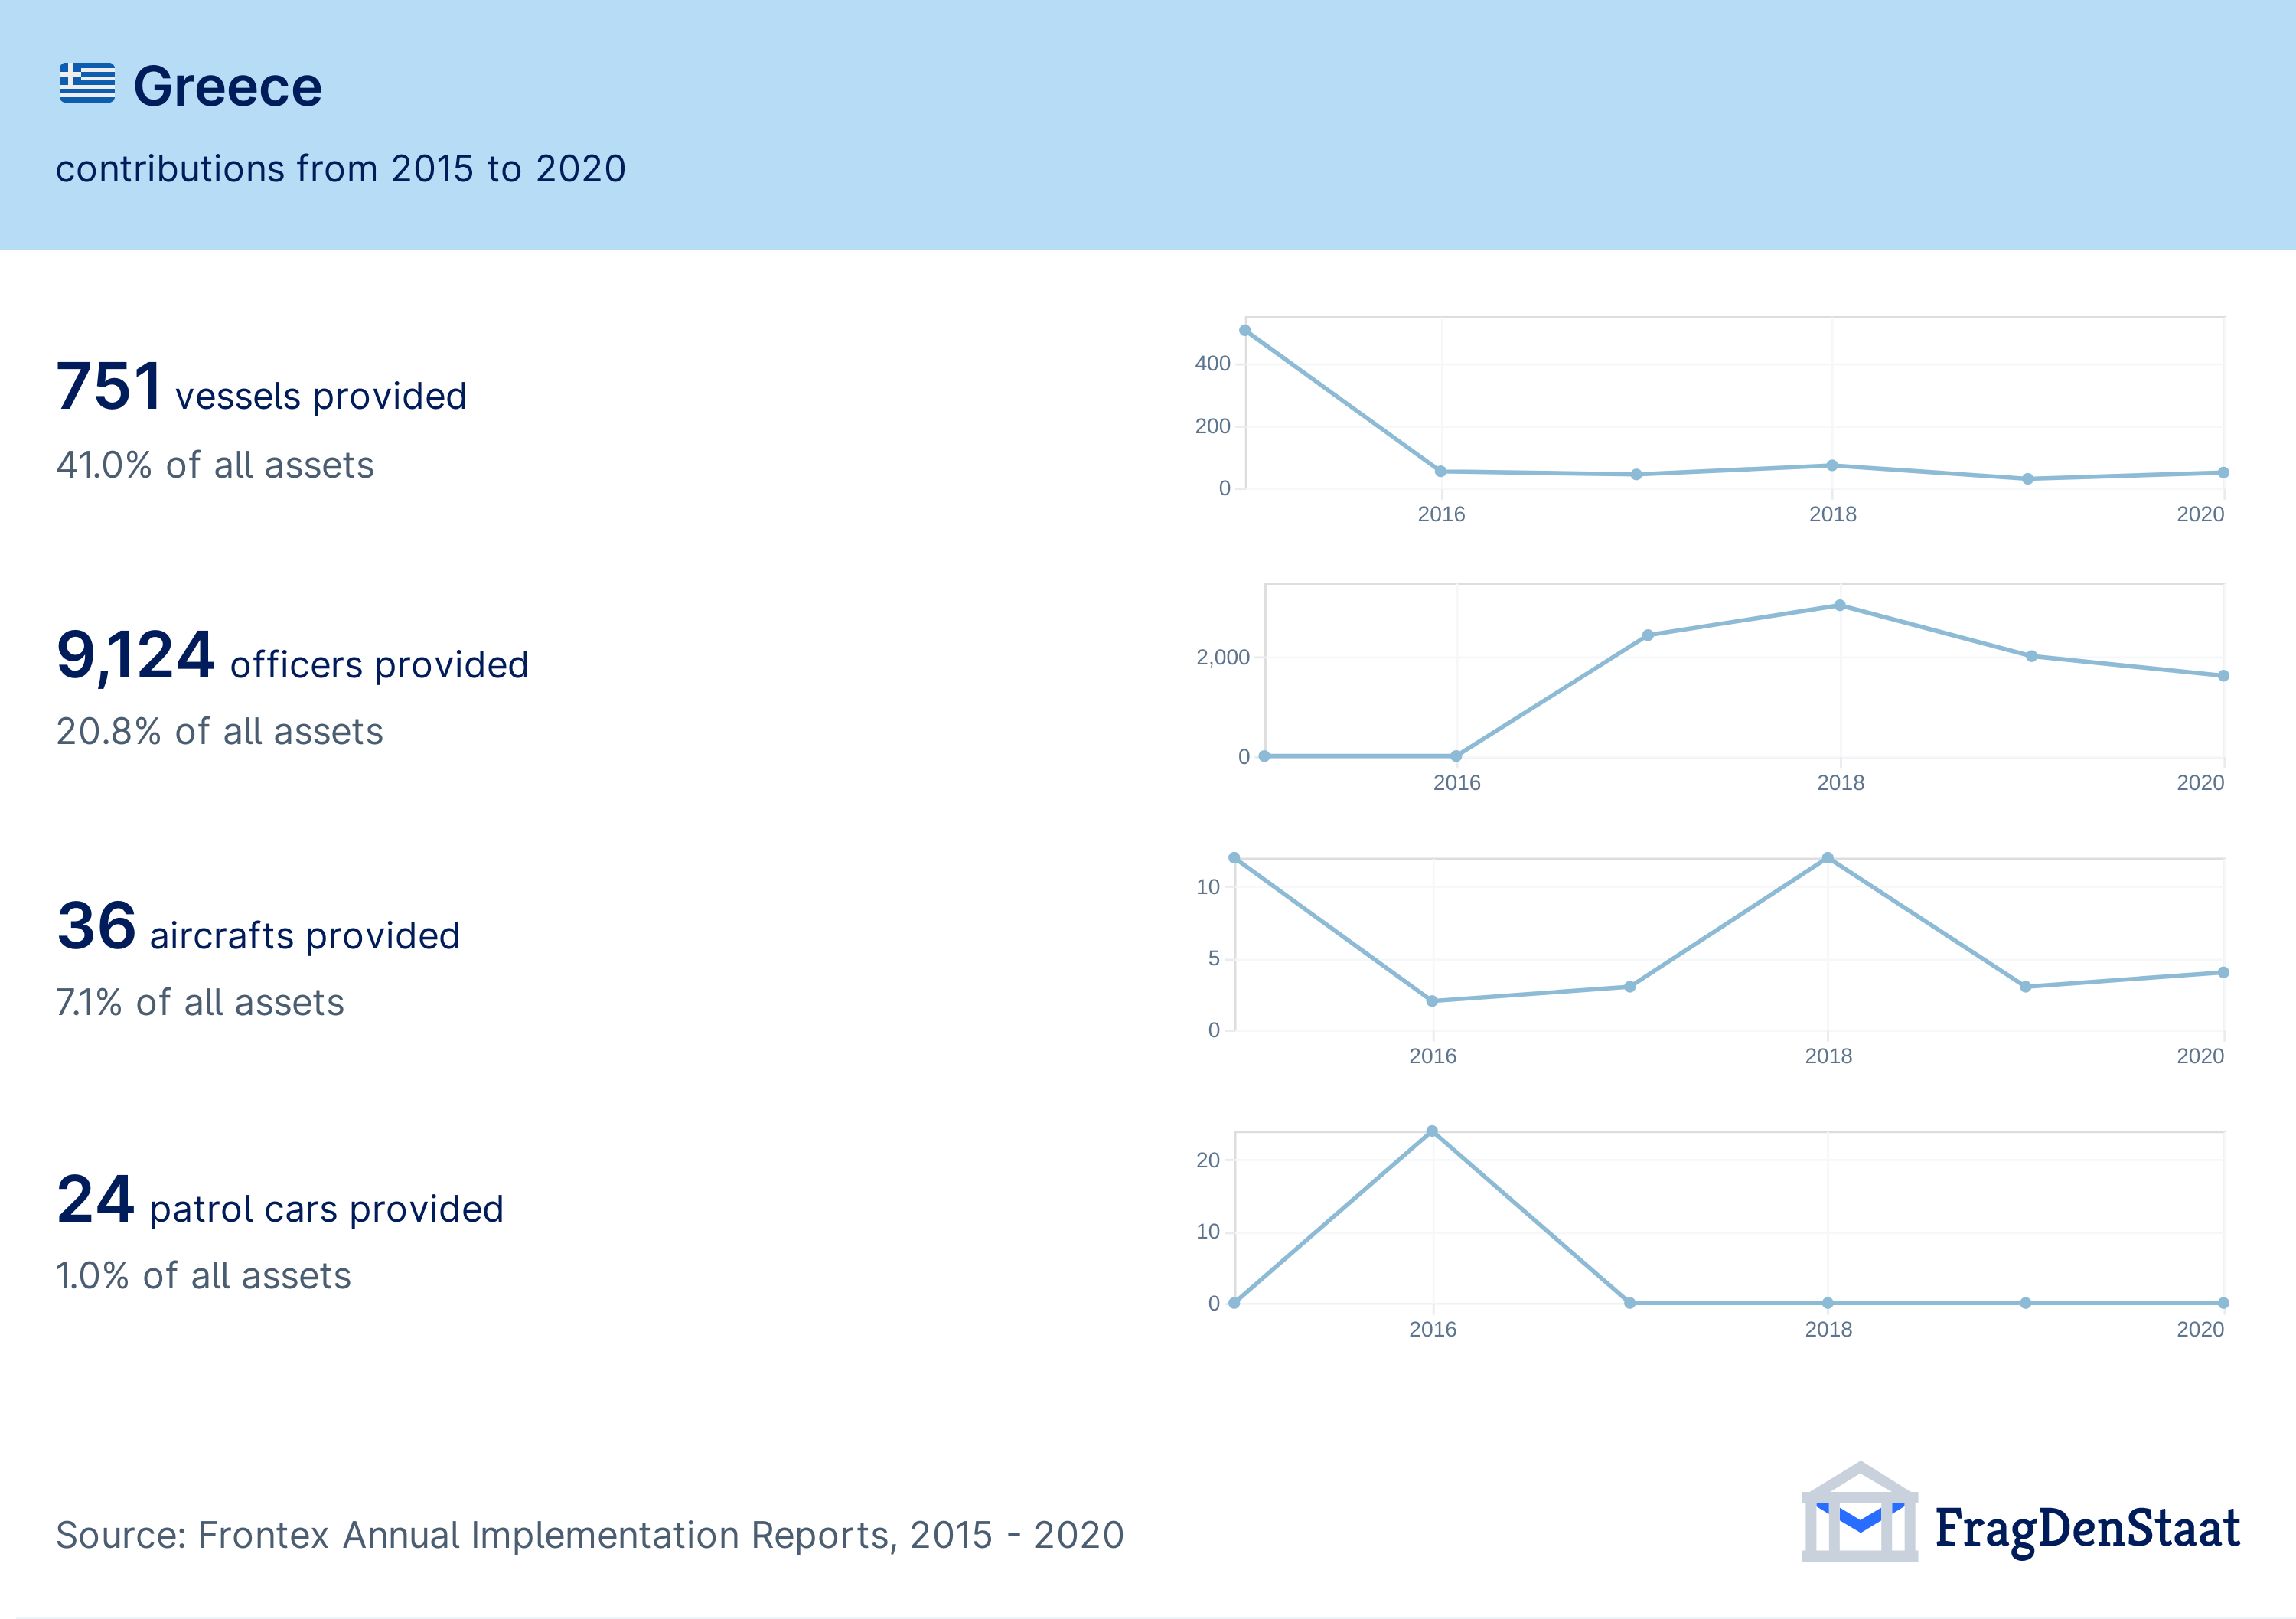 Greece
contributions from 2015 to 2020
751 vessels provided
41.0% of all assets
400
200
0
2016 2018 2020
9,124 officers provided
20.8% of all assets
2,000
0
2016 2018 2020
36 aircrafts provided
7.1% of all assets
10
5
0
2016 2018 2020
24 patrol cars provided
1.0% of all assets
20
10
0
2016 2018 2020
Source: Frontex Annual Implementation Reports, 2015 - 2020
FragDenStaat